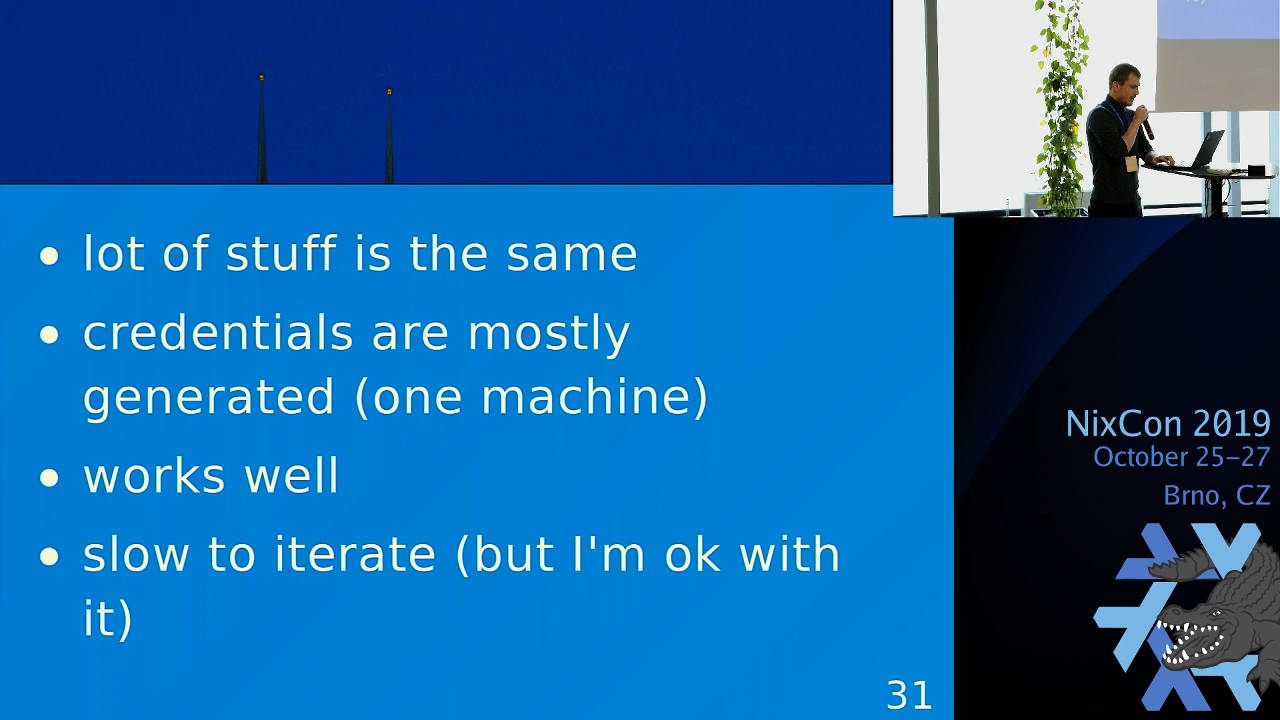 • lot of stuff is the same
• credentials are mostly
generated (one machine)
• works well
• slow to iterate (but I'm ok with
it)
31
NixCon 2019
October 25–27
Brno, CZ